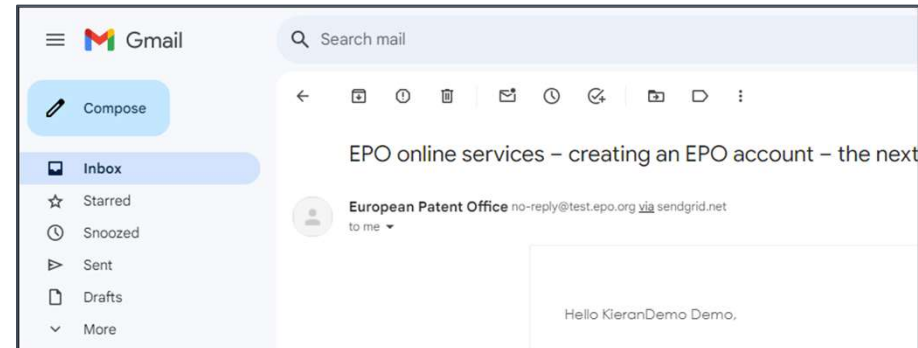 Gmail
Search mail
Compose
EPO online services – creating an EPO account – the next
Inbox
Starred
European Patent Office no-reply@test.epo.org via sendgrid.net
to me
Snoozed
Sent
Drafts
More
Hello KieranDemo Demo,